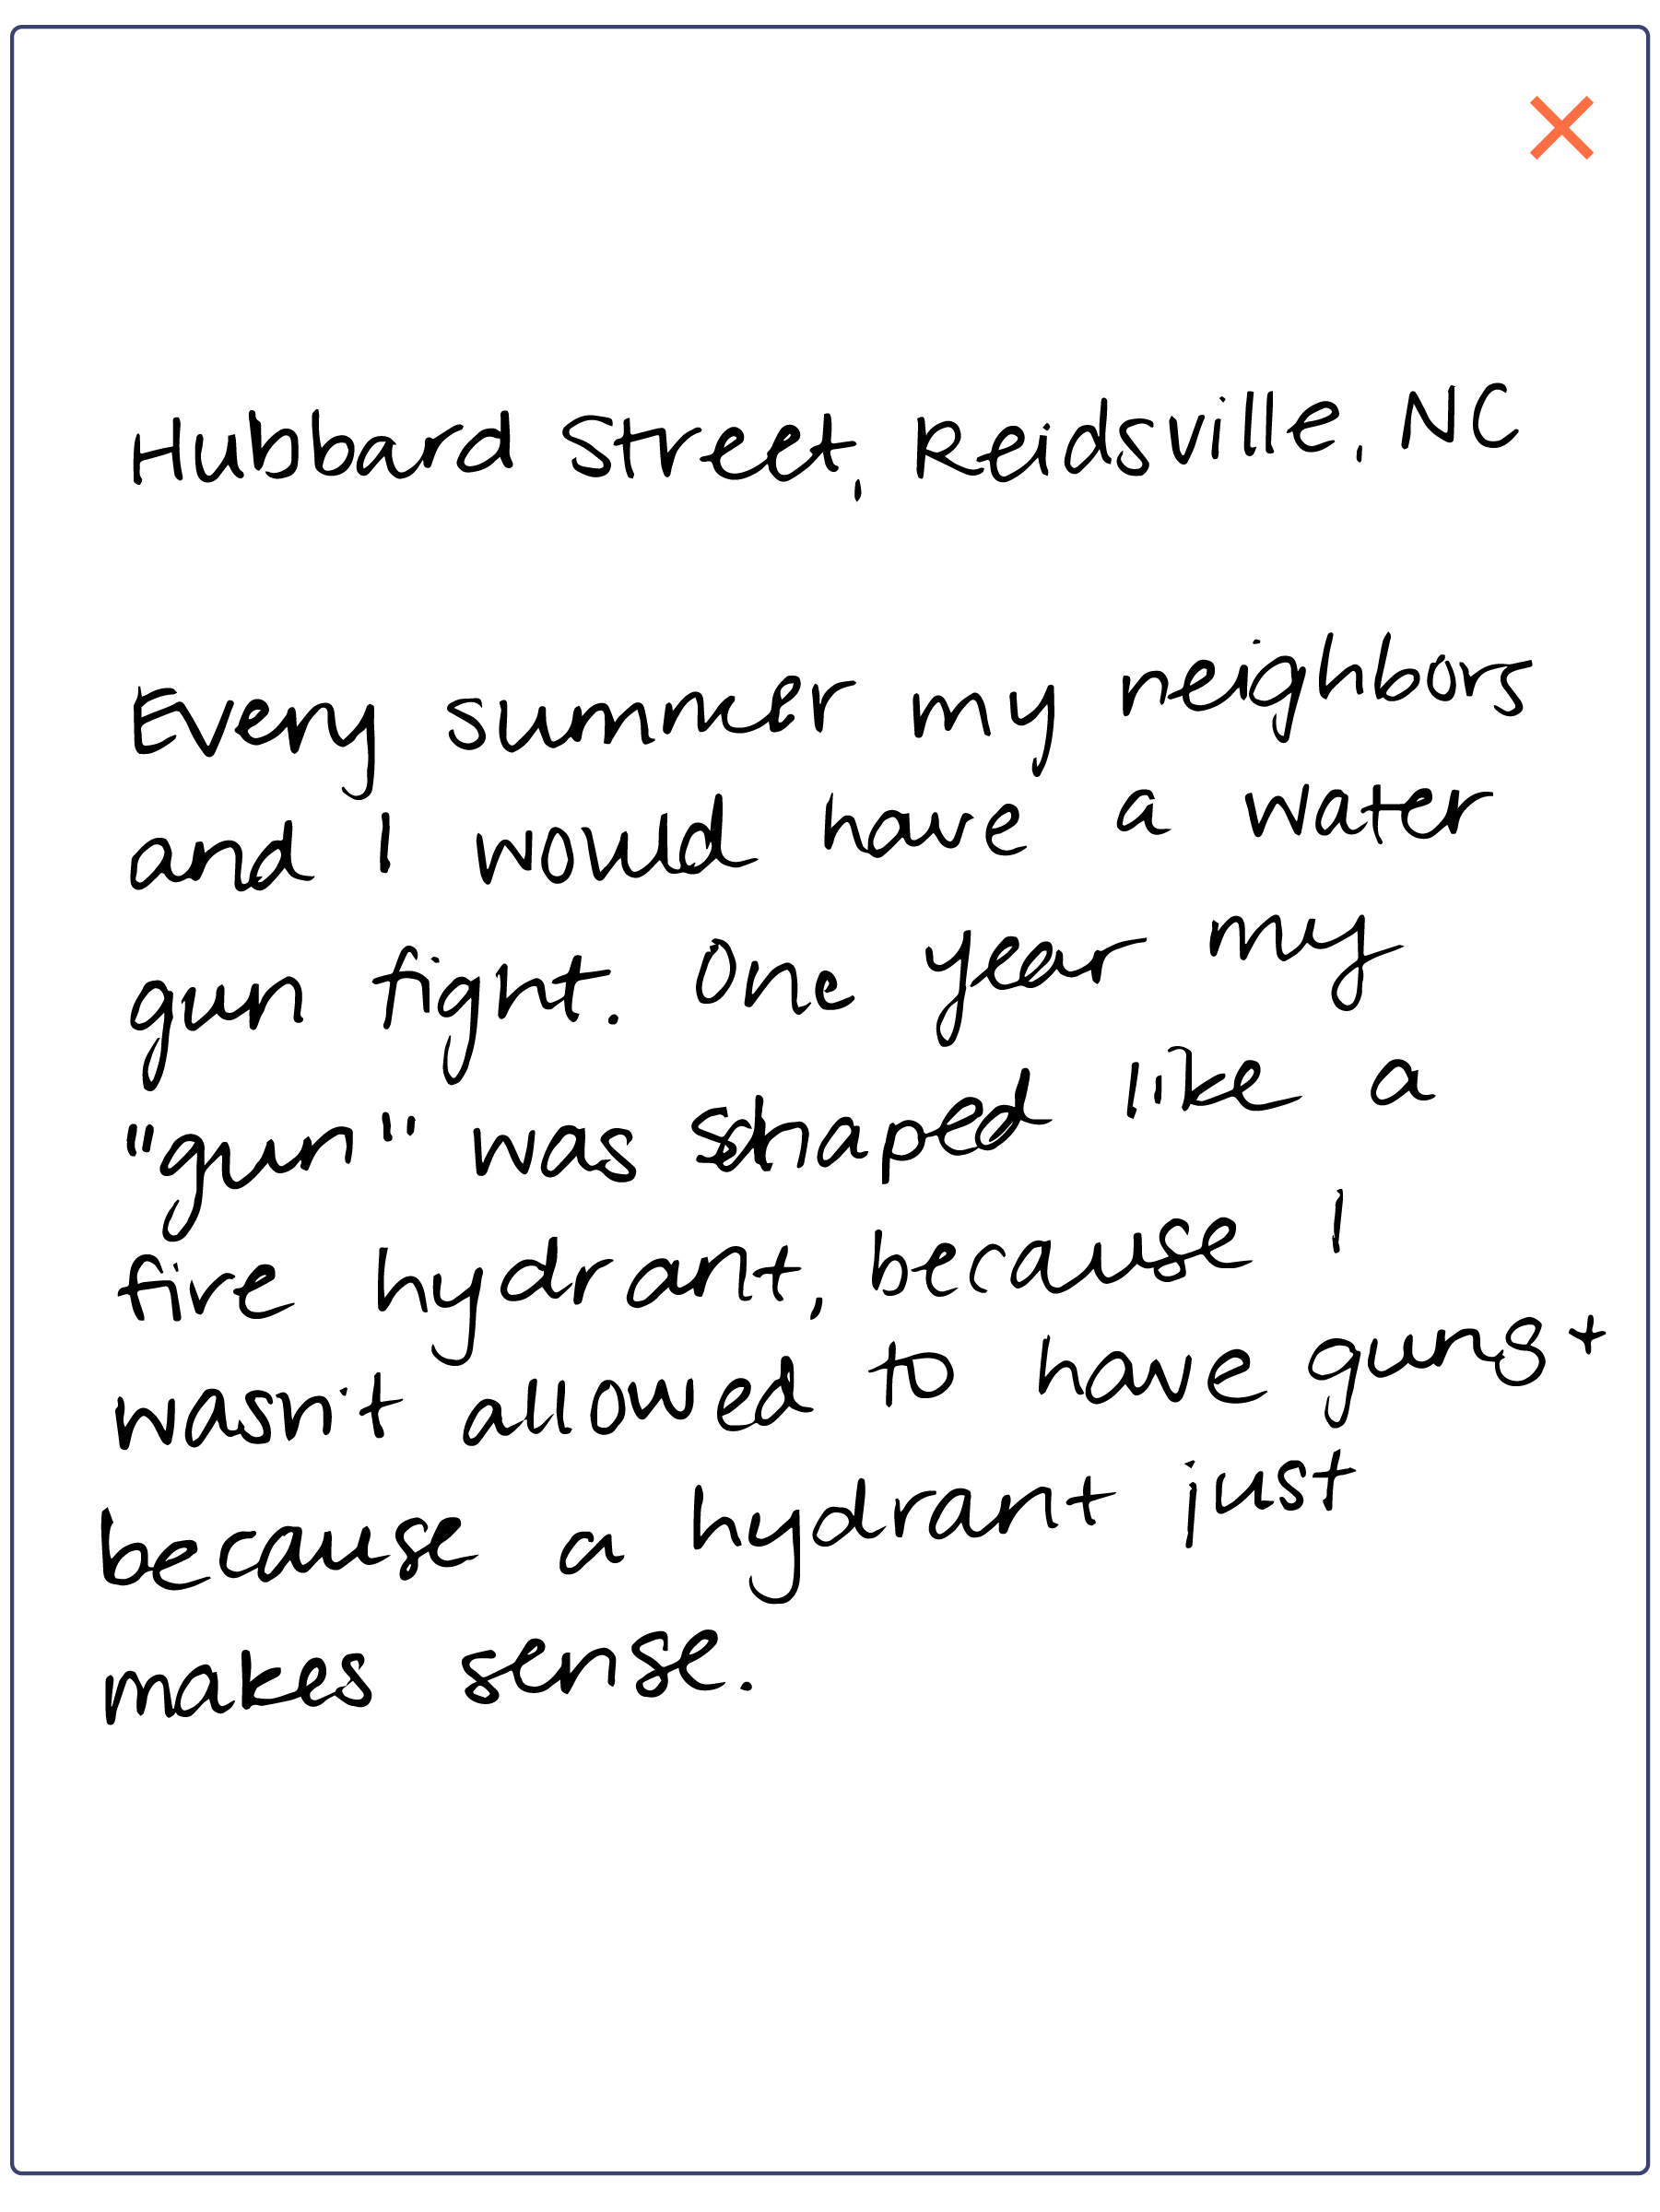 Hubbard Street, Reidsville, NC
Every summer my neighbors
and I would have a water
gun fight. One year my
"gun" was shaped like a
fire hydrant, because I
wasn't allowed to have guns +
because a hydrant just
makes sense.